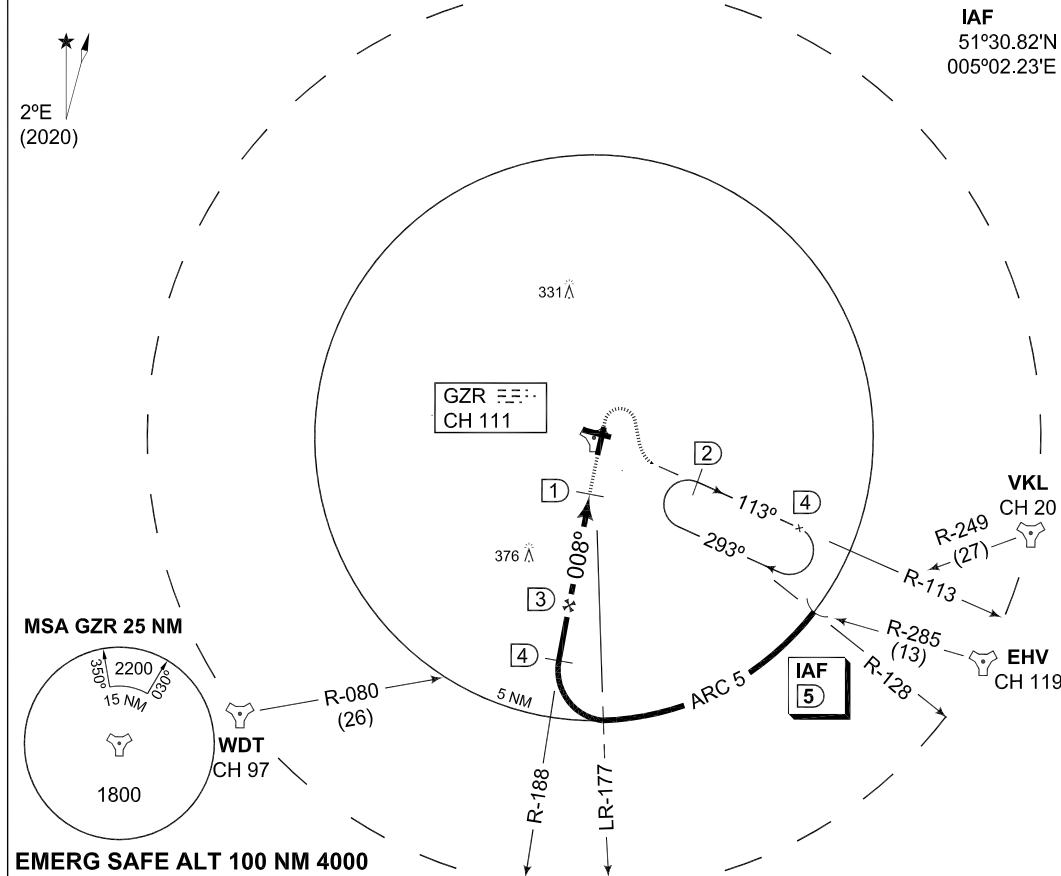 IAF
51º30.82'N
005º02.23'E
2ºE
(2020)
331
GZR
CH 111
2
1
113º
4
293º
VKL
CH 20
R-249
(27)
376
008º
R-113
3
MSA GZR 25 NM
R-285
(13)
EHV
CH 119
4
IAF
5
R-128
350º
2200
030º
15 NM
5 NM
ARC 5
R-080
(26)
WDT
CH 97
1800
R-188
LR-177
EMERG SAFE ALT 100 NM 4000